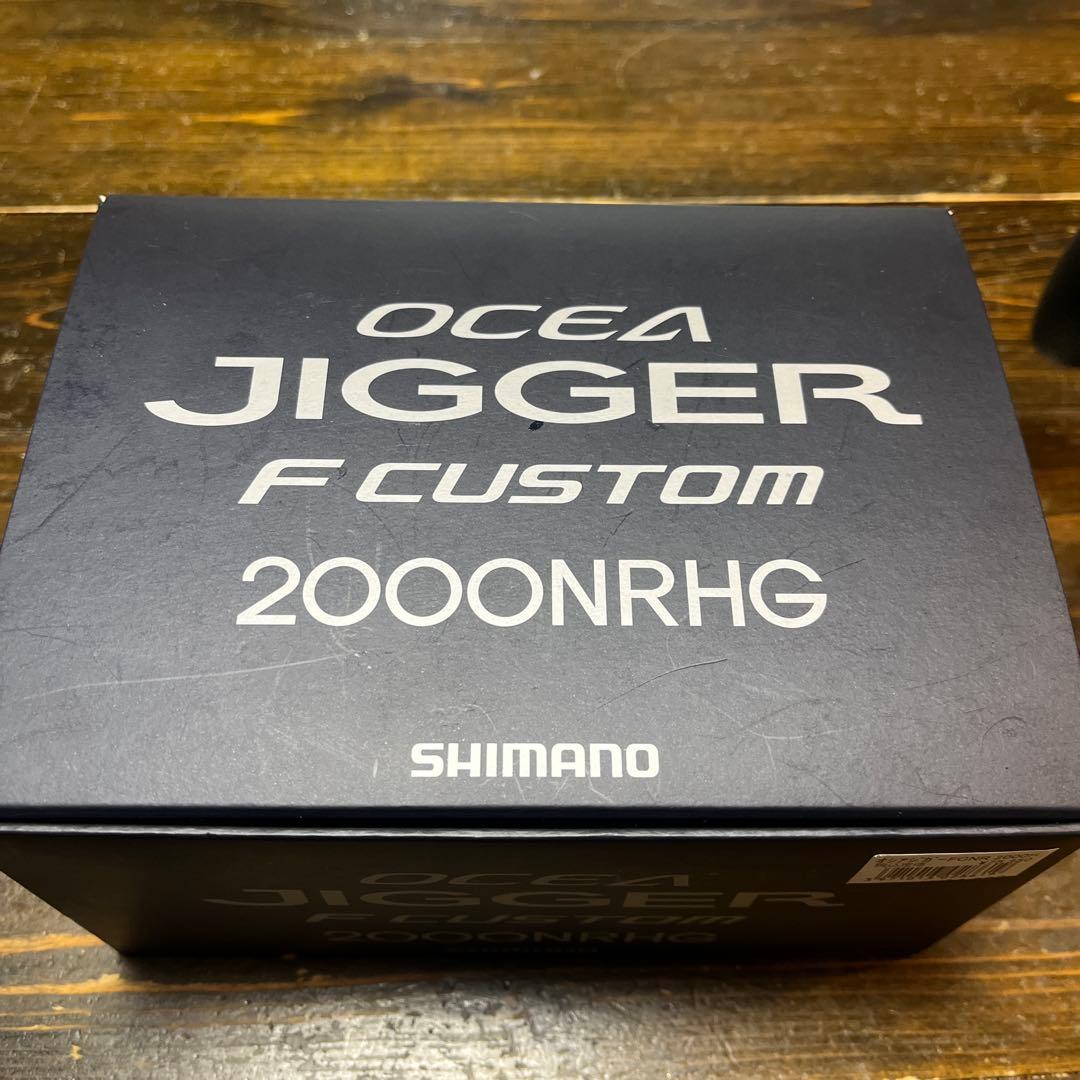 OCEA
JIGGER
F CUSTOM
2000NRHG
SHIMANO
OCEA
JIGGER
F CUSTOM
2000NRHG